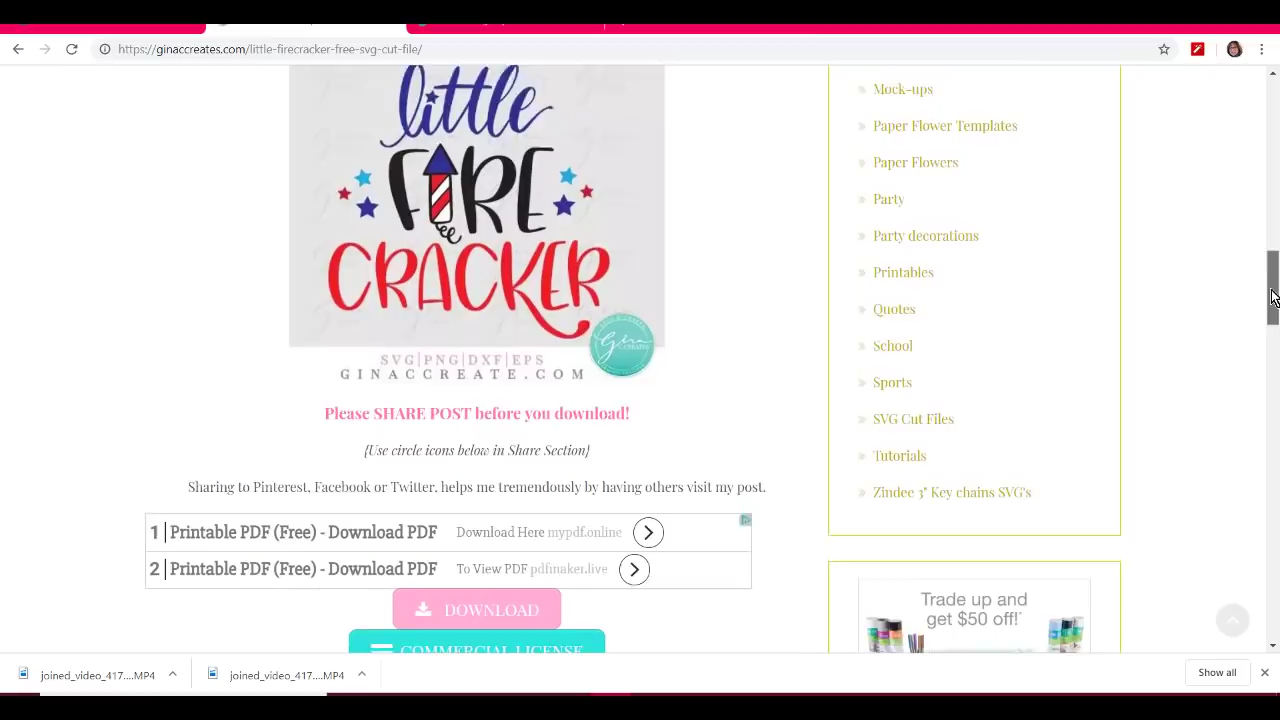 https://ginaccreates.com/little-firecracker-free-svg-cut-file/
little
FIRE
CRACKER
Gina
SVG|PNG|DXF|EPS
GINACCREATE.COM
Please SHARE POST before you download!
{Use circle icons below in Share Section}
Sharing to Pinterest, Facebook or Twitter, helps me tremendously by having others visit my post.
1 | Printable PDF (Free) - Download PDF Download Here mypdf.online
2 | Printable PDF (Free) - Download PDF To View PDF pdfmaker.live
DOWNLOAD
COMMERCIAL LICENSE
Mock-ups
Paper Flower Templates
Paper Flowers
Party
Party decorations
Printables
Quotes
School
Sports
SVG Cut Files
Tutorials
Zindee 3" Key chains SVG's
Trade up and
get $50 off!*
joined_video_417....MP4
joined_video_417....MP4
Show all